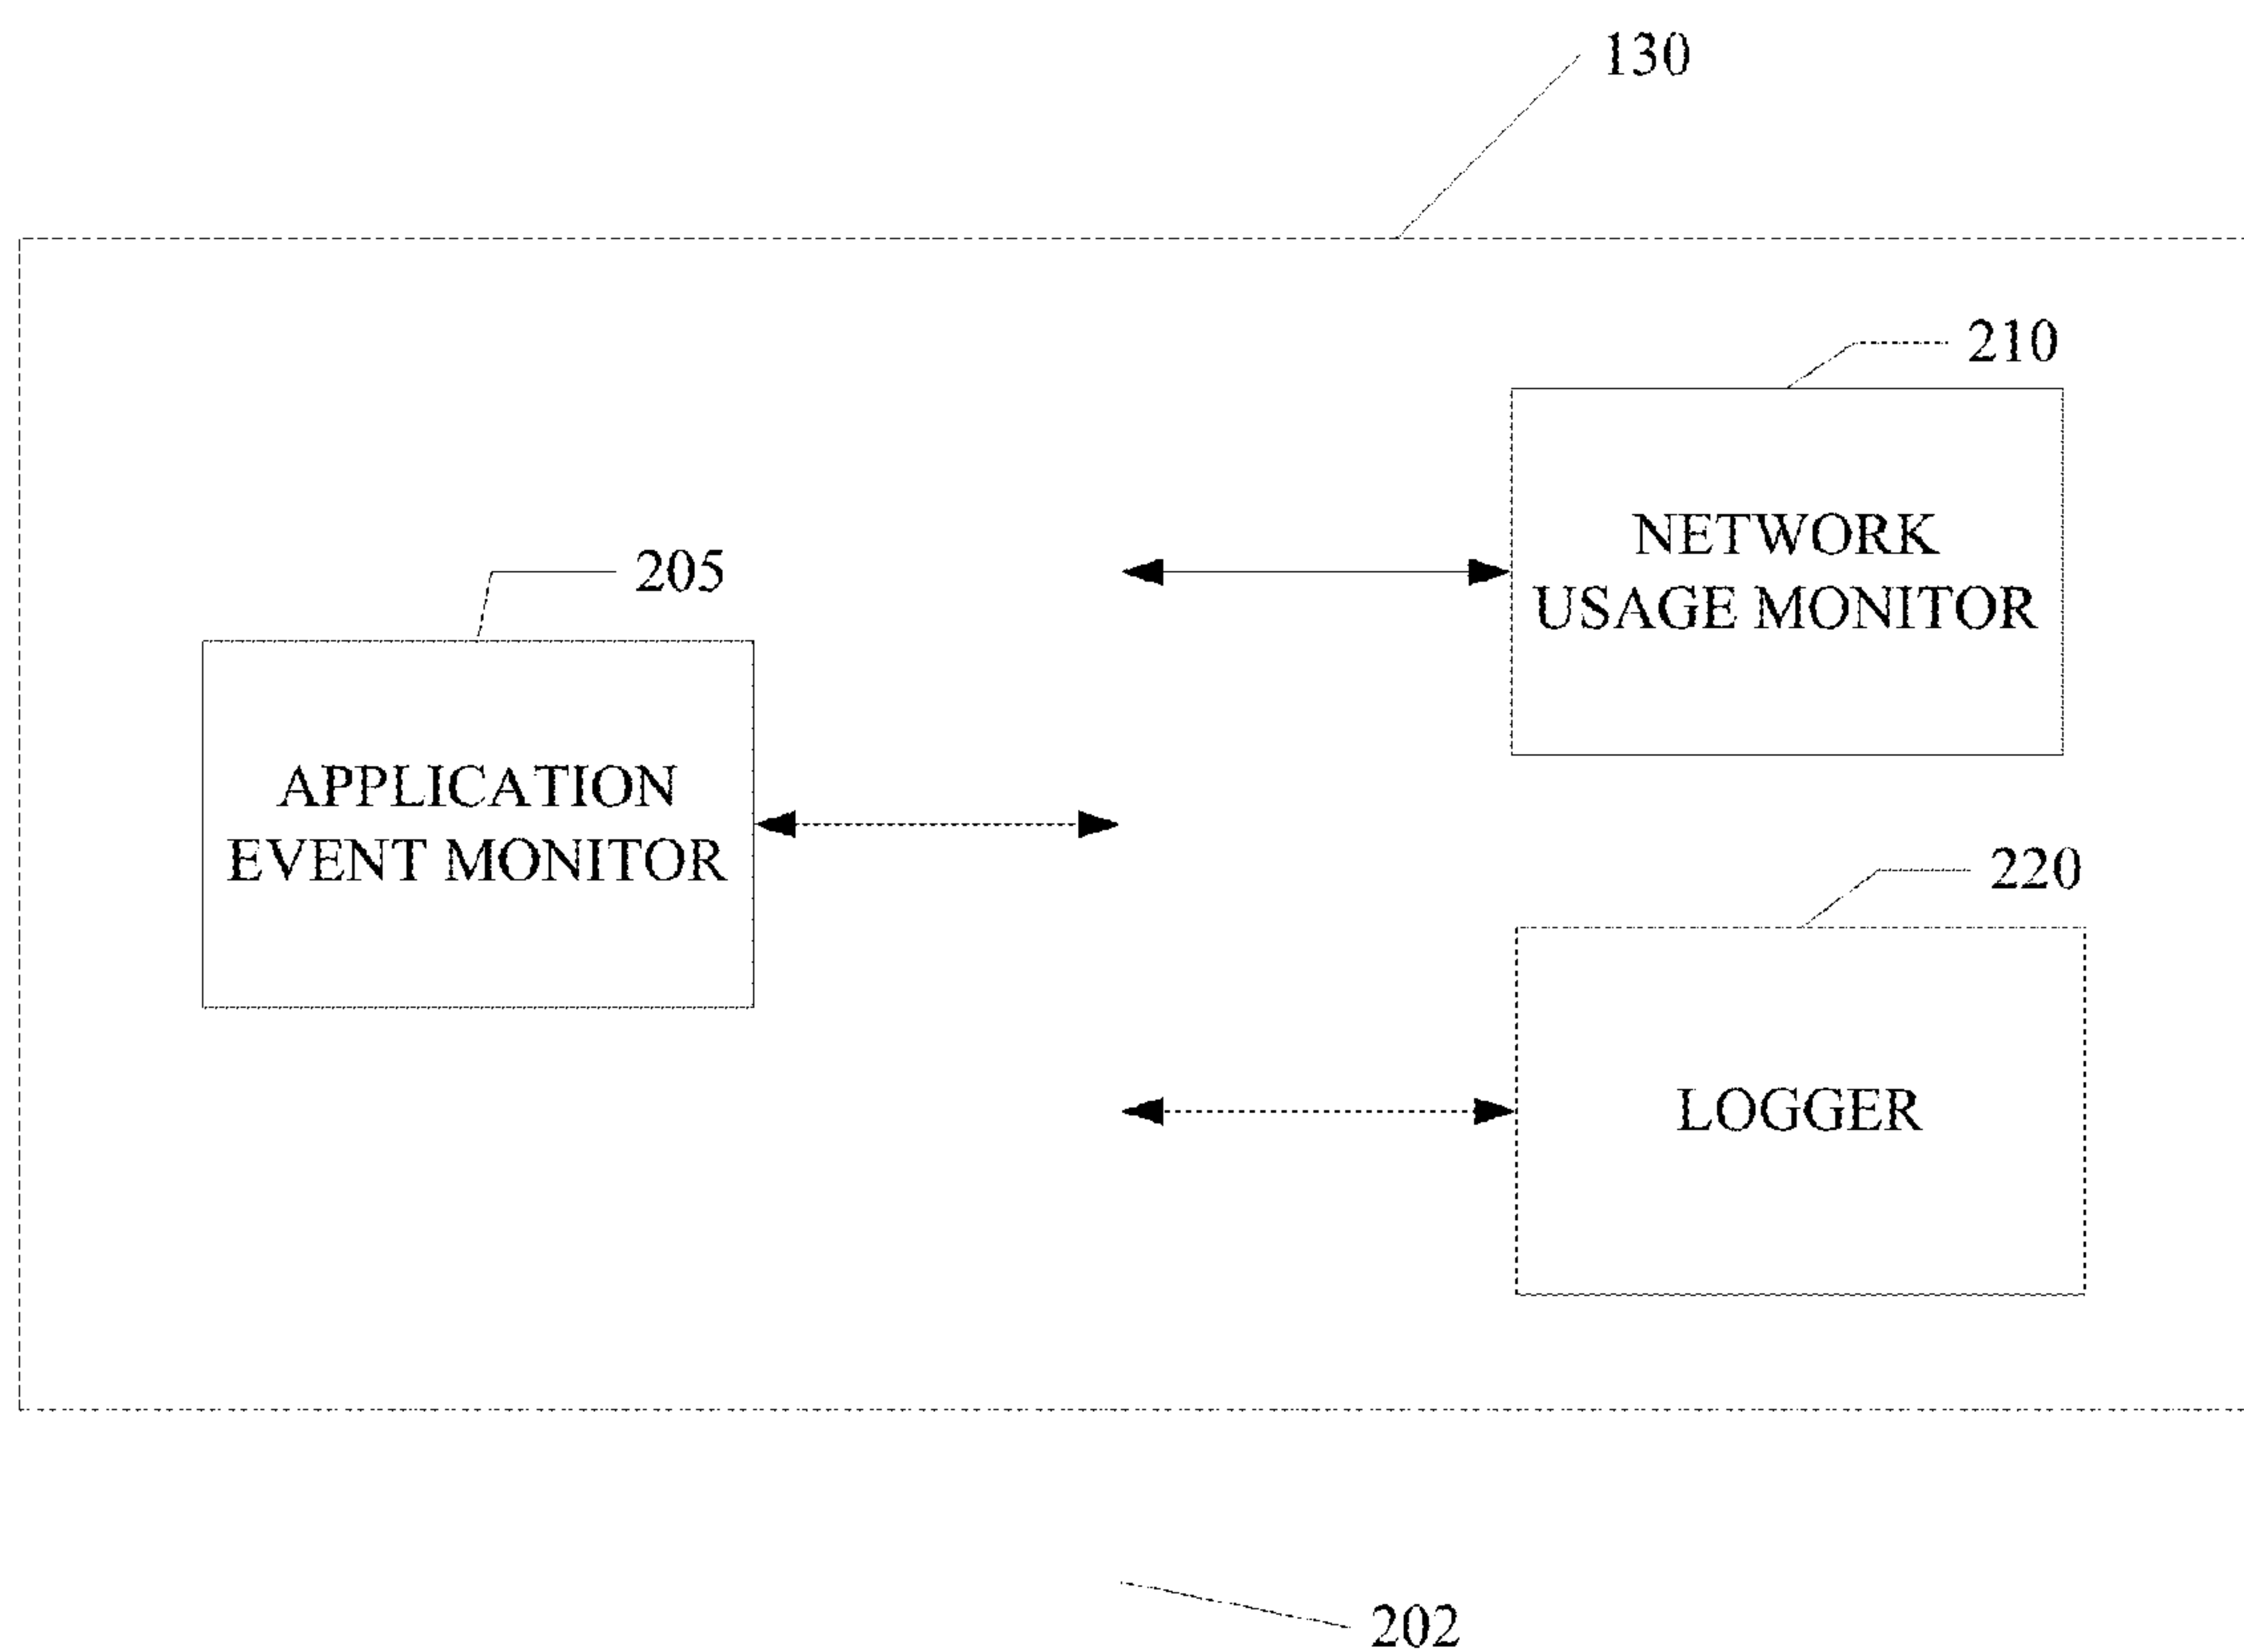 130
210
NETWORK
USAGE MONITOR
205
APPLICATION
EVENT MONITOR
220
LOGGER
202